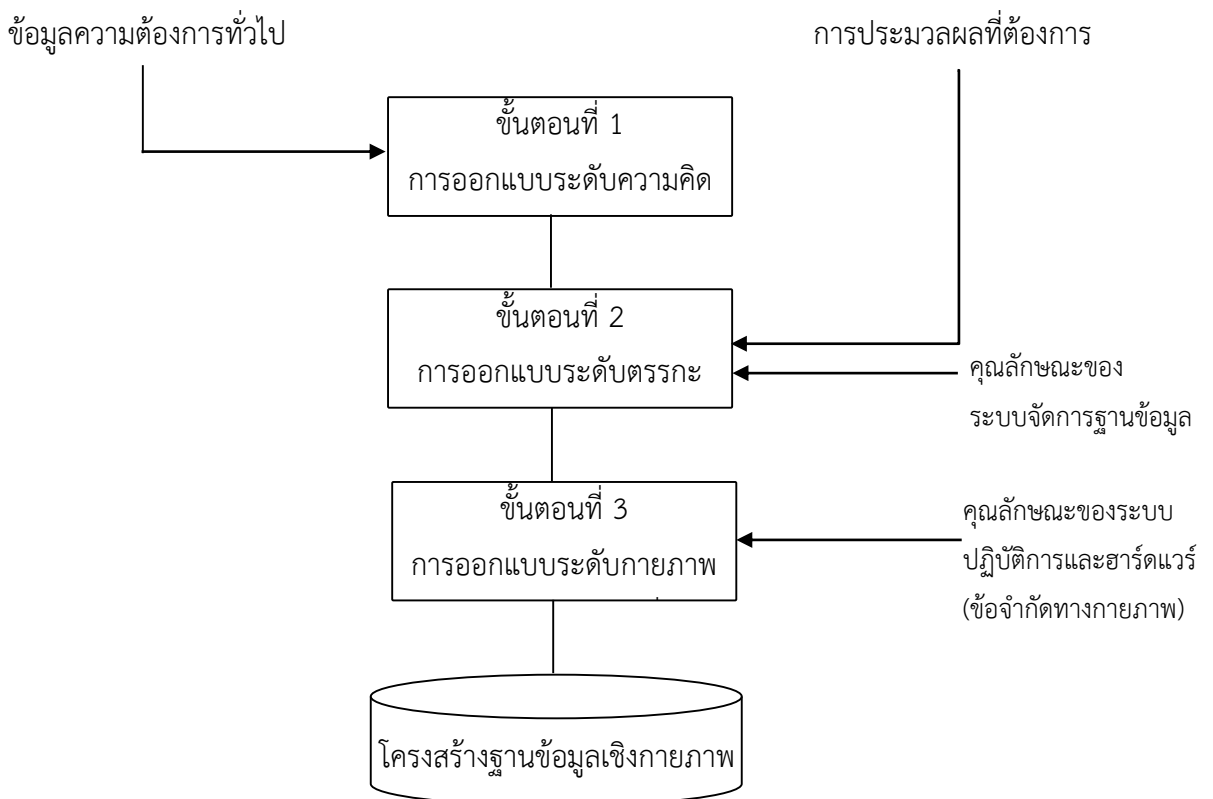 ข้อมูลความต้องการทั่วไป
การประมวลผลที่ต้องการ
ขั้นตอนที่ 1
การออกแบบระดับความคิด
ขั้นตอนที่ 2
การออกแบบระดับตรรกะ
คุณลักษณะของ
ระบบจัดการฐานข้อมูล
ขั้นตอนที่ 3
การออกแบบระดับกายภาพ
คุณลักษณะของระบบ
ปฏิบัติการและฮาร์ดแวร์
(ข้อจำกัดทางกายภาพ)
โครงสร้างฐานข้อมูลเชิงกายภาพ